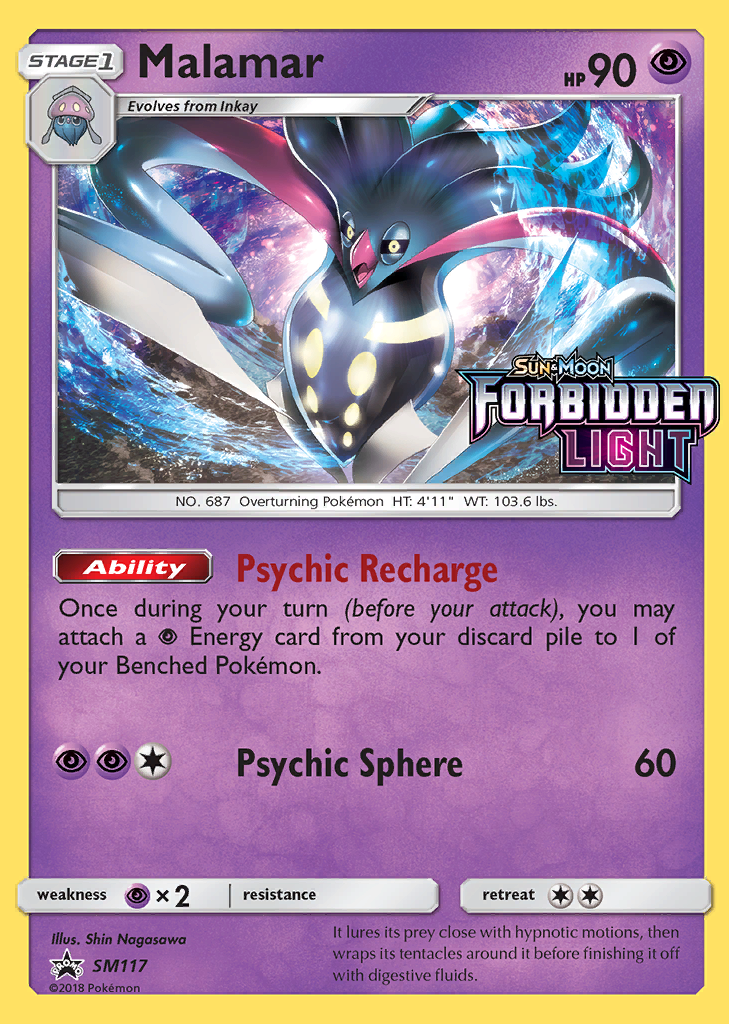 STAGE1
Malamar
HP90
Evolves from Inkay
SUN & MOON
FORBIDDEN
LIGHT
NO. 687 Overturning Pokémon HT: 4'11" WT: 103.6 lbs.
Ability Psychic Recharge
Once during your turn (before your attack), you may
attach a Energy card from your discard pile to 1 of
your Benched Pokémon.
Psychic Sphere 60
weakness ×2 resistance retreat
Illus. Shin Nagasawa
PROMO SM117
©2018 Pokémon
It lures its prey close with hypnotic motions, then
wraps its tentacles around it before finishing it off
with digestive fluids.